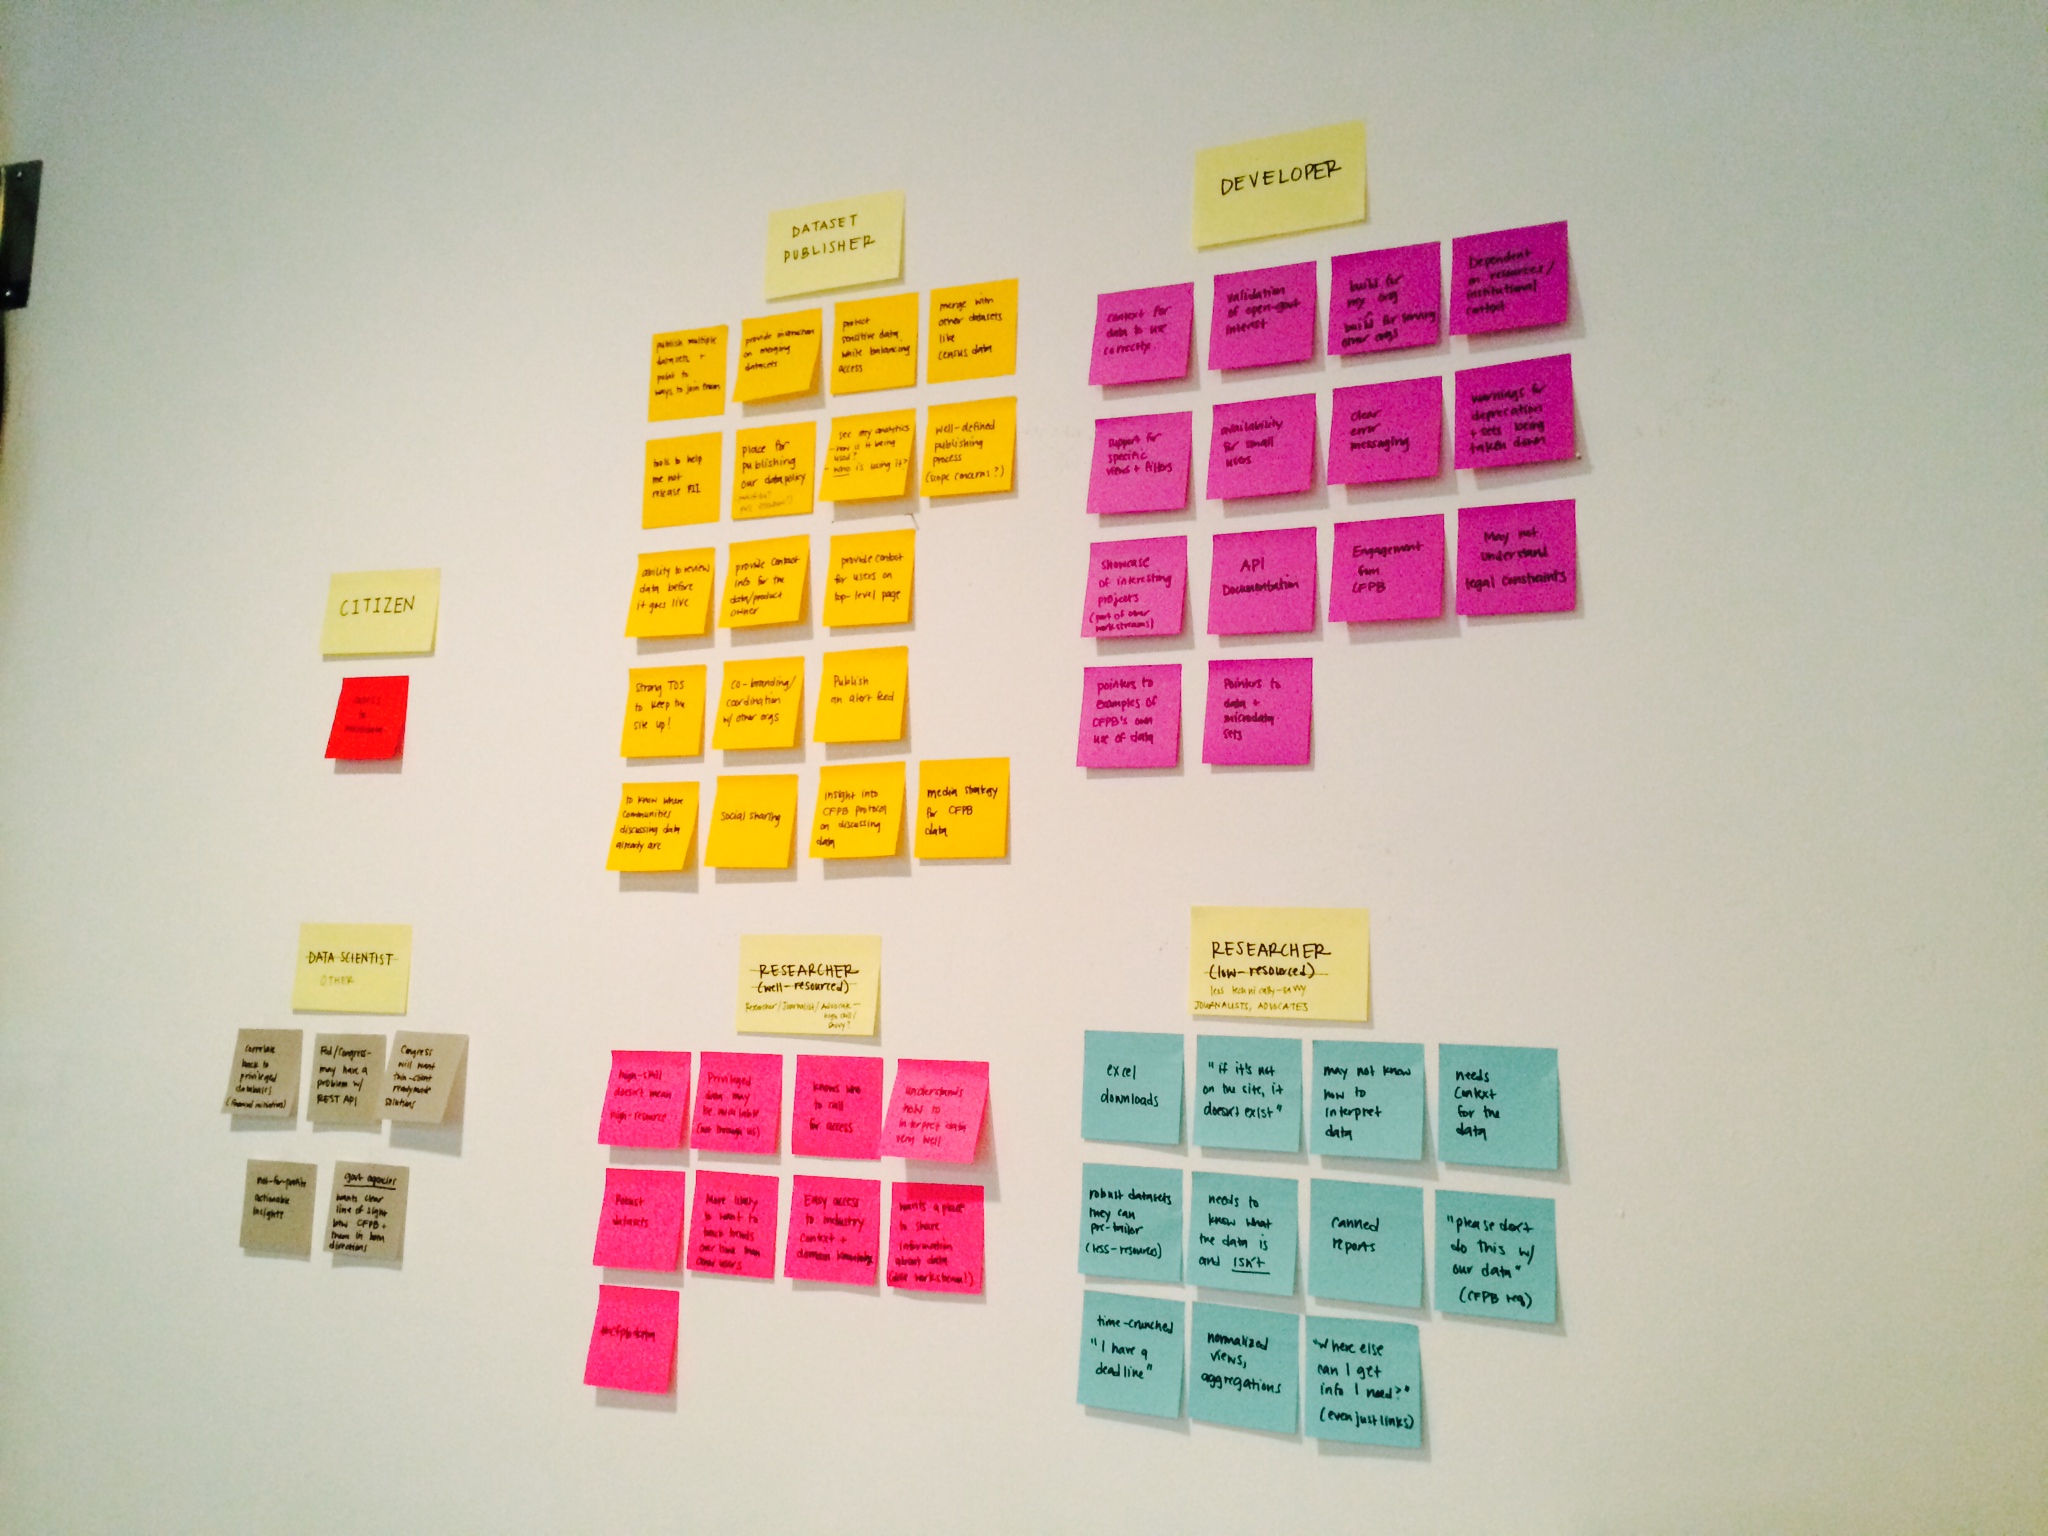 DEVELOPER
context for
data to use
correctly.
validation
of open-govt
interest
build for
my org
build for serving
other orgs
Dependent
on resources/
institutional
context
support for
specific
views + filters
availability
for small
users
clear
error
messaging
warnings for
deprecation
+ sets being
taken down
showcase
of interesting
projects
(part of other
workstreams)
API
Documentation
Engagement
from
CFPB
May not
understand
legal constraints
pointers to
examples of
CFPB's own
use of data
Pointers to
data +
microdata
sets
DATASET
PUBLISHER
publish multiple
datasets +
point to
ways to join them
provide instruction
on merging
datasets
protect
sensitive data
while balancing
access
merge with
other datasets
like
census data
tools to help
me not
release PII
place for
publishing
our data policy
see my analytics
- how is it being
used?
- who is using it?
well-defined
publishing
process
(scope concerns?)
ability to review
data before
it goes live
provide contact
info for the
data/product
owner
provide contact
for users on
top-level page
strong TOS
to keep the
site up!
co-branding/
coordination
w/ other orgs
Publish
an alert feed
to know where
communities
discussing data
already are
social sharing
insight into
CFPB protocol
on discussing
data
media strategy
for CFPB
data
CITIZEN
access
to
microdata
DATA SCIENTIST
OTHER
correlate
back to
privileged
databases
(financial initiatives)
Fed/Congress-
may have a
problem w/
REST API
Congress
will want
thin-client
readymade
solutions
not-for-profits
actionable
insights
govt agencies
wants clear
line of sight
btw CFPB +
them in both
directions
RESEARCHER
(well-resourced)
Researcher/Journalist/Advocate -
high skill/
savvy?
high-skill
doesn't mean
high-resource
Privileged
data may
be available
(not through us)
knows who
to call
for access
understands
how to
interpret data
very well
Robust
datasets
More likely
to want to
track trends
over time than
other users
Easy access
to industry
context +
domain knowledge
wants a place
to share
information
about data
(other workstream!)
#cfpbdata
RESEARCHER
(low-resourced)
less technically-savvy
JOURNALISTS, ADVOCATES
excel
downloads
"if it's not
on the site, it
doesn't exist"
may not know
how to
interpret
data
needs
context
for the
data
robust datasets
they can
pre-tailor
(less-resources)
needs to
know what
the data is
and isn't
canned
reports
"please don't
do this w/
our data"
(CFPB req)
time-crunched
"I have a
deadline"
normalized
views,
aggregations
"Where else
can I get
info I need?"
(even just links)